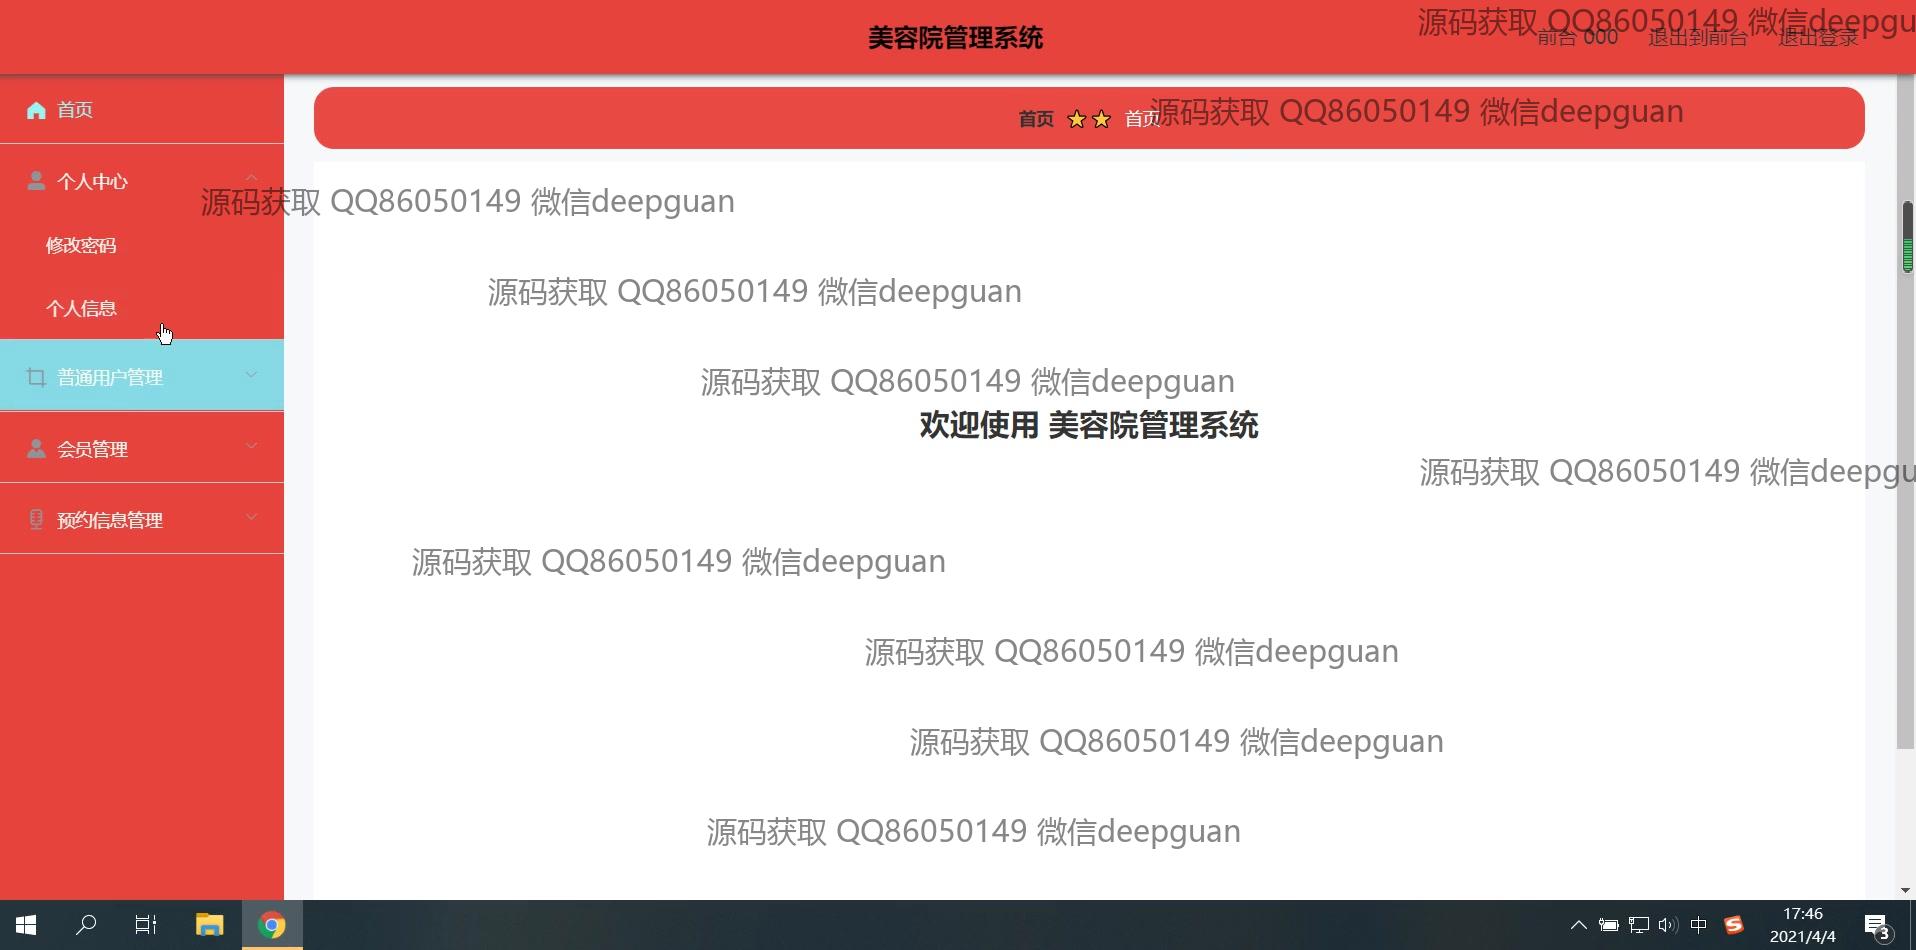 美容院管理系统
源码获取 QQ86050149 微信deepgu
前台 000 退出到前台 退出登录
首页
首页 首页
源码获取 QQ86050149 微信deepguan
个人中心
源码获取 QQ86050149 微信deepguan
修改密码
源码获取 QQ86050149 微信deepguan
个人信息
普通用户管理
源码获取 QQ86050149 微信deepguan
欢迎使用 美容院管理系统
会员管理
源码获取 QQ86050149 微信deepgu
预约信息管理
源码获取 QQ86050149 微信deepguan
源码获取 QQ86050149 微信deepguan
源码获取 QQ86050149 微信deepguan
源码获取 QQ86050149 微信deepguan
中
17:46
2021/4/4
3